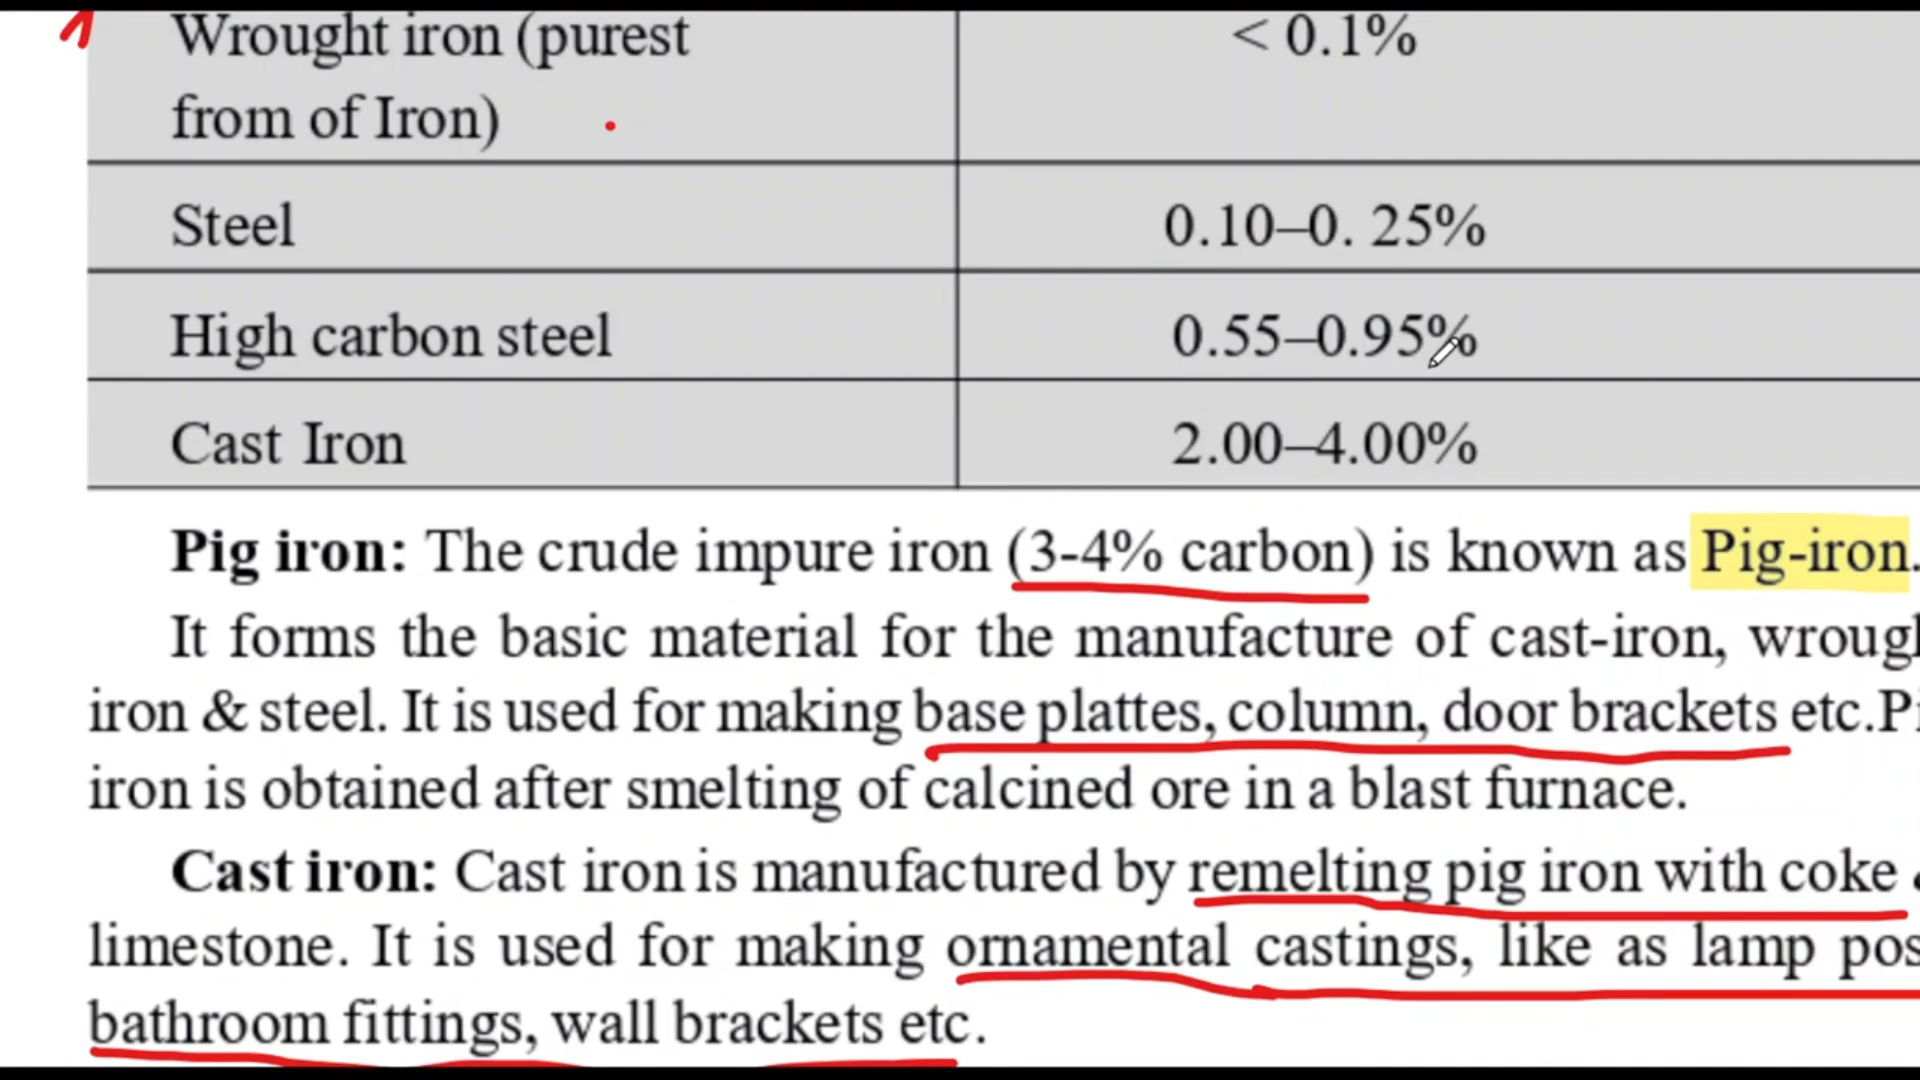 Wrought iron (purest < 0.1%
from of Iron)
Steel 0.10–0. 25%
High carbon steel 0.55–0.95%
Cast Iron 2.00–4.00%
Pig iron: The crude impure iron (3-4% carbon) is known as Pig-iron.
It forms the basic material for the manufacture of cast-iron,
iron & steel. It is used for making base plattes, column, door brackets etc.
iron is obtained after smelting of calcined ore in a blast furnace.
Cast iron: Cast iron is manufactured by remelting pig iron with coke
limestone. It is used for making ornamental castings, like as lamp
bathroom fittings, wall brackets etc.